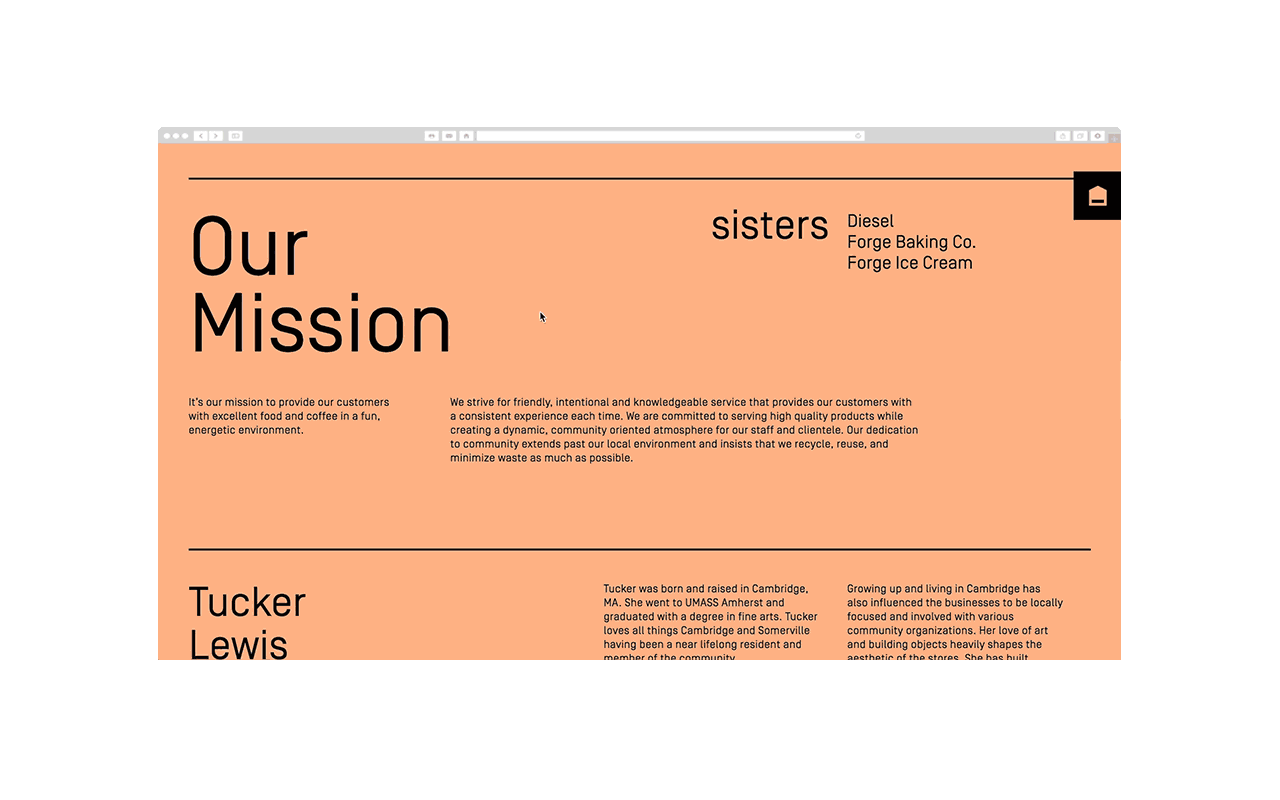 Our
Mission
sisters
Diesel
Forge Baking Co.
Forge Ice Cream
It's our mission to provide our customers
with excellent food and coffee in a fun,
energetic environment.
We strive for friendly, intentional and knowledgeable service that provides our customers with
a consistent experience each time. We are committed to serving high quality products while
creating a dynamic, community oriented atmosphere for our staff and clientele. Our dedication
to community extends past our local environment and insists that we recycle, reuse, and
minimize waste as much as possible.
Tucker
Lewis
Tucker was born and raised in Cambridge,
MA. She went to UMASS Amherst and
graduated with a degree in fine arts. Tucker
loves all things Cambridge and Somerville
having been a near lifelong resident and
member of the community.
Growing up and living in Cambridge has
also influenced the businesses to be locally
focused and involved with various
community organizations. Her love of art
and building objects heavily shapes the
aesthetic of the stores. She has built